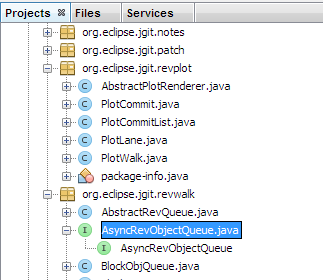 Projects Files Services
org.eclipse.jgit.notes
org.eclipse.jgit.patch
org.eclipse.jgit.revplot
AbstractPlotRenderer.java
PlotCommit.java
PlotCommitList.java
PlotLane.java
PlotWalk.java
package-info.java
org.eclipse.jgit.revwalk
AbstractRevQueue.java
AsyncRevObjectQueue.java
AsyncRevObjectQueue
BlockObjQueue.java